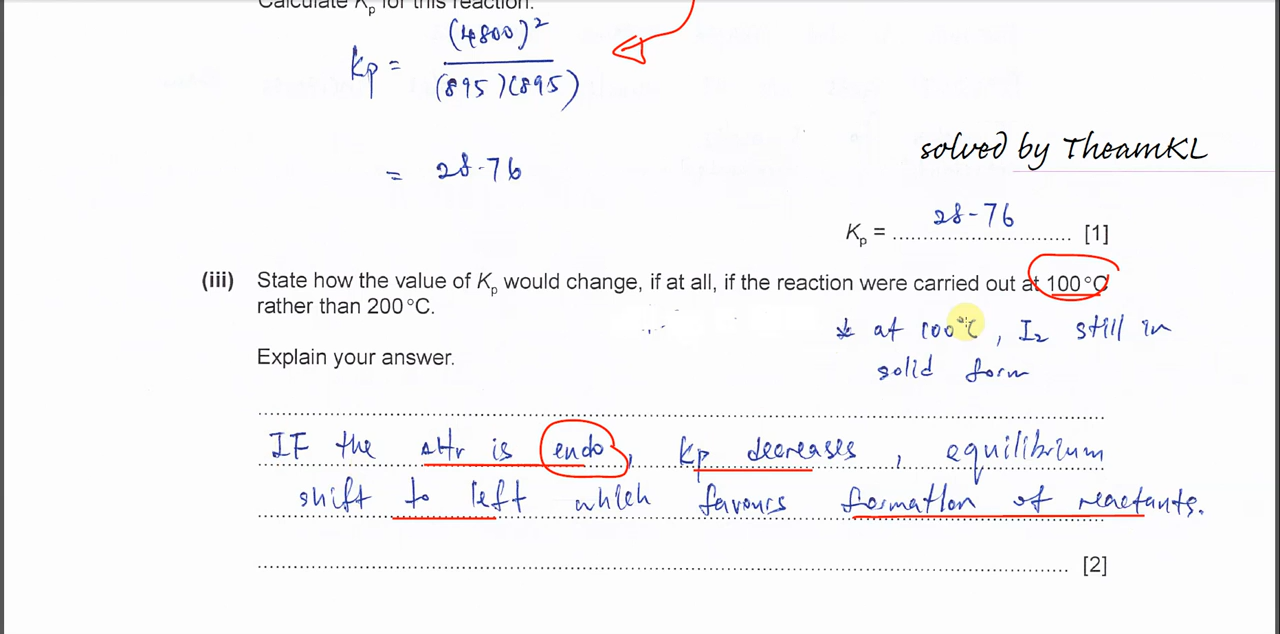 Calculate Kp for this reaction.
Kp = (4800)² / (895)(895)
= 28.76
solved by TheamKL
28-76
Kp = .............................. [1]
(iii) State how the value of Kp would change, if at all, if the reaction were carried out at 100°C
rather than 200°C.
* at 100°C, I2 still in
solid form
Explain your answer.
IF the ΔHr is endo, Kp decreases, equilibrium
shift to left which favours formation of reactants.
[2]